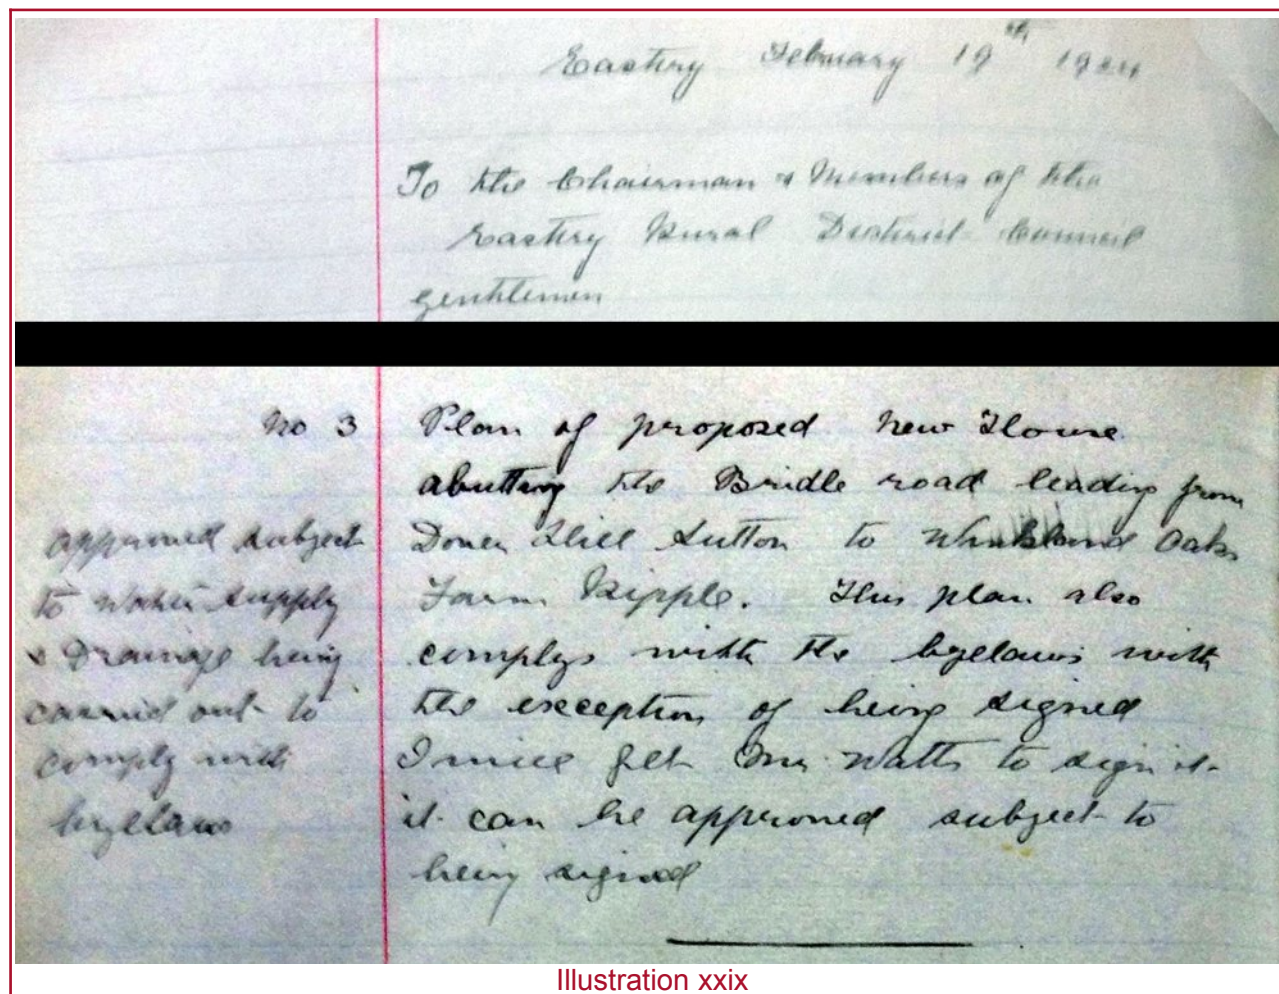 Eastry February 19th 1924
To the Chairman & Members of the
Eastry Rural District Council
gentlemen
No 3
Plan of proposed New House
abutting the Bridle road leading from
Dover Hill Sutton to Winkland Oaks
Farm Ripple. This plan also
complys with the byelaws with
the exception of being signed
I will get Mr Watts to sign it
it can be approved subject to
being signed
approved subject
to water supply
& Drainage being
carried out to
comply with
byelaws
Illustration xxix